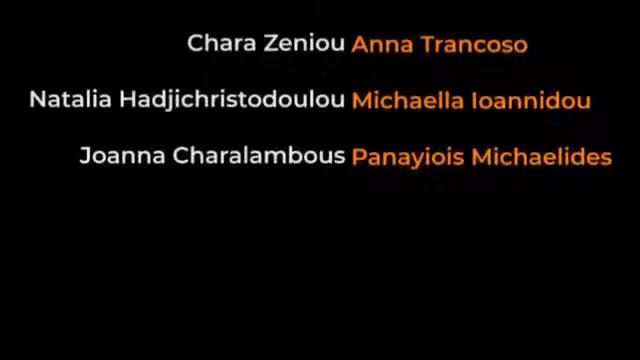 Chara Zeniou Anna Trancoso
Natalia Hadjichristodoulou Michaella Ioannidou
Joanna Charalambous Panayiois Michaelides